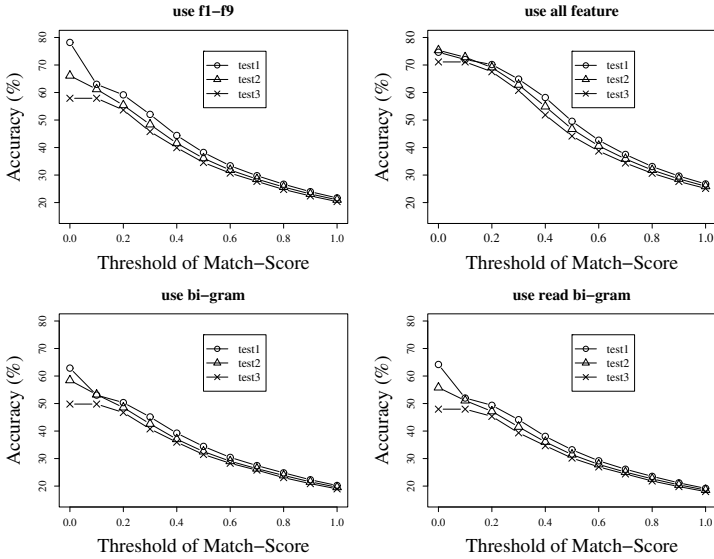 use f1−f9
Accuracy (%)
80
70
60
50
40
30
20
test1
test2
test3
0.0 0.2 0.4 0.6 0.8 1.0
Threshold of Match−Score
use all feature
Accuracy (%)
80
70
60
50
40
30
20
test1
test2
test3
0.0 0.2 0.4 0.6 0.8 1.0
Threshold of Match−Score
use bi−gram
Accuracy (%)
80
70
60
50
40
30
20
test1
test2
test3
0.0 0.2 0.4 0.6 0.8 1.0
Threshold of Match−Score
use read bi−gram
Accuracy (%)
80
70
60
50
40
30
20
test1
test2
test3
0.0 0.2 0.4 0.6 0.8 1.0
Threshold of Match−Score